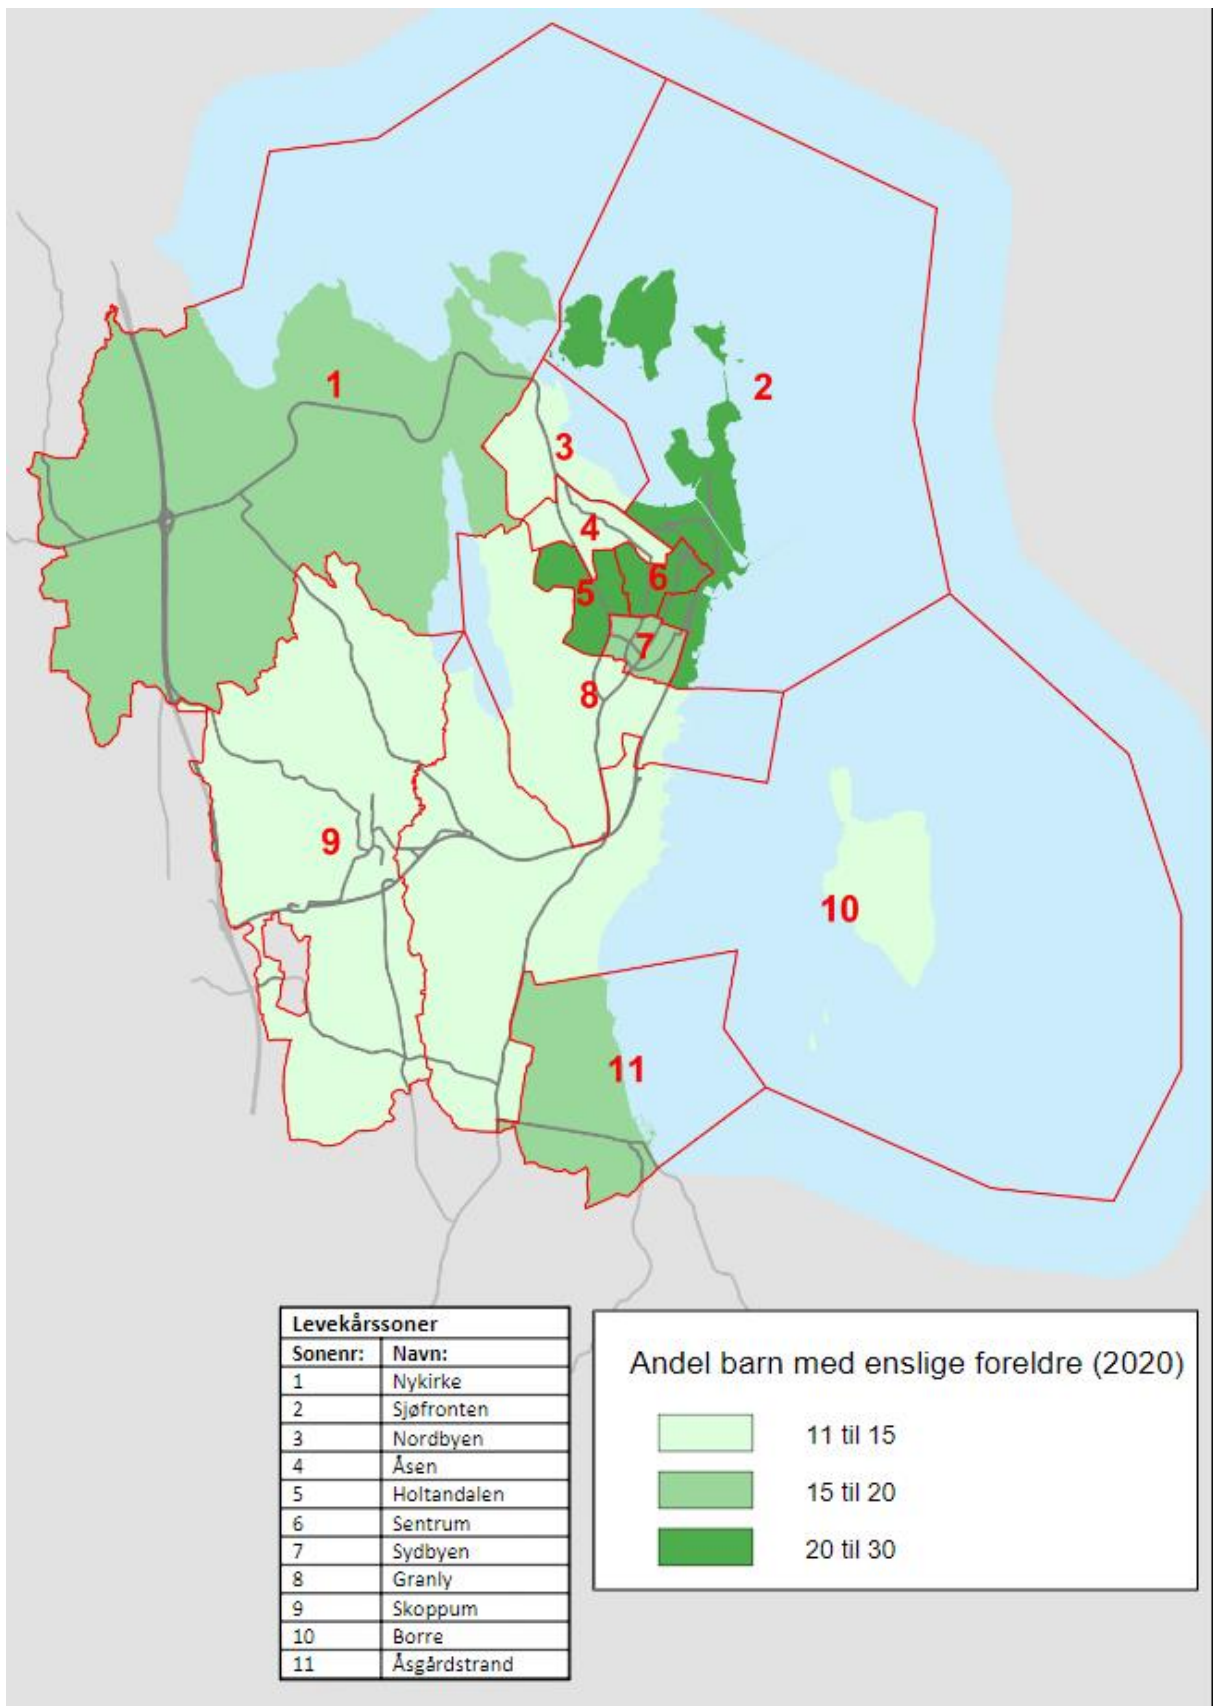 1
2
3
4
5
6
7
8
9
10
11
Levekårssoner
Sonenr: Navn:
1 Nykirke
2 Sjøfronten
3 Nordbyen
4 Åsen
5 Holtandalen
6 Sentrum
7 Sydbyen
8 Granly
9 Skoppum
10 Borre
11 Åsgårdstrand
Andel barn med enslige foreldre (2020)
11 til 15
15 til 20
20 til 30